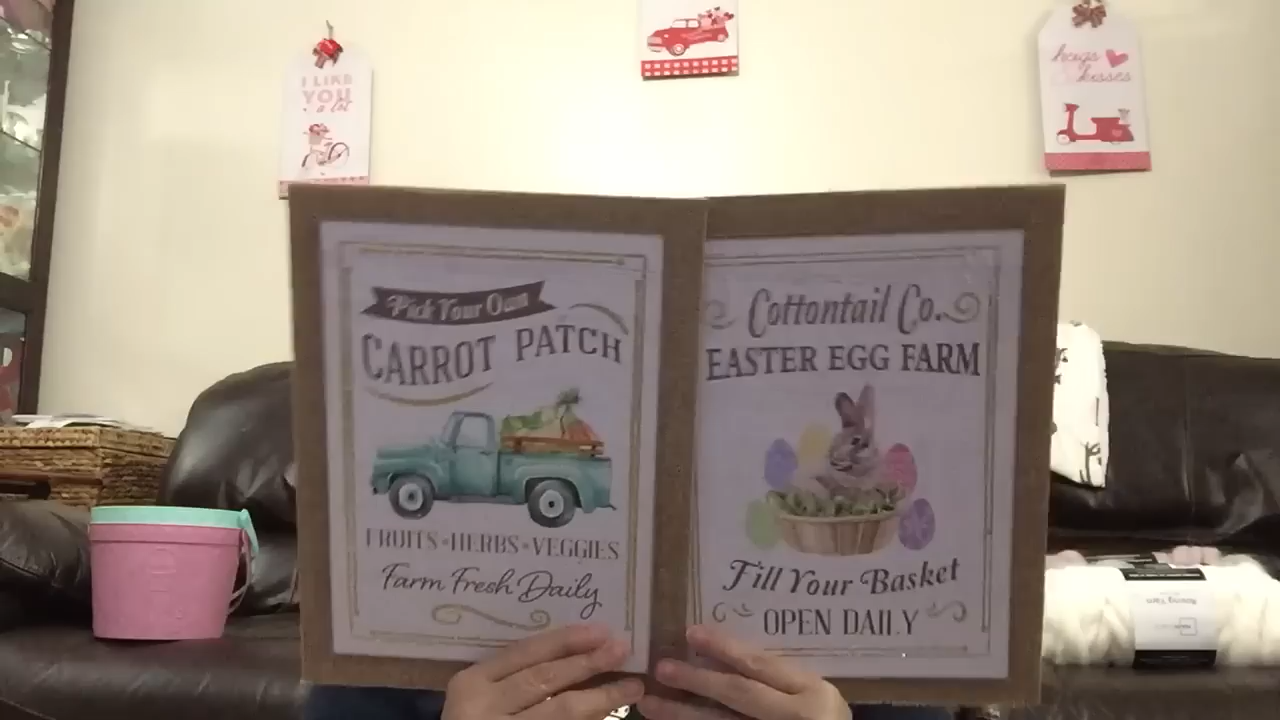 I LIKE
YOU
a lot
hugs
kisses
Pick Your Own
CARROT PATCH
FRUITS • HERBS • VEGGIES
Farm Fresh Daily
Cottontail Co.
EASTER EGG FARM
Fill Your Basket
OPEN DAILY